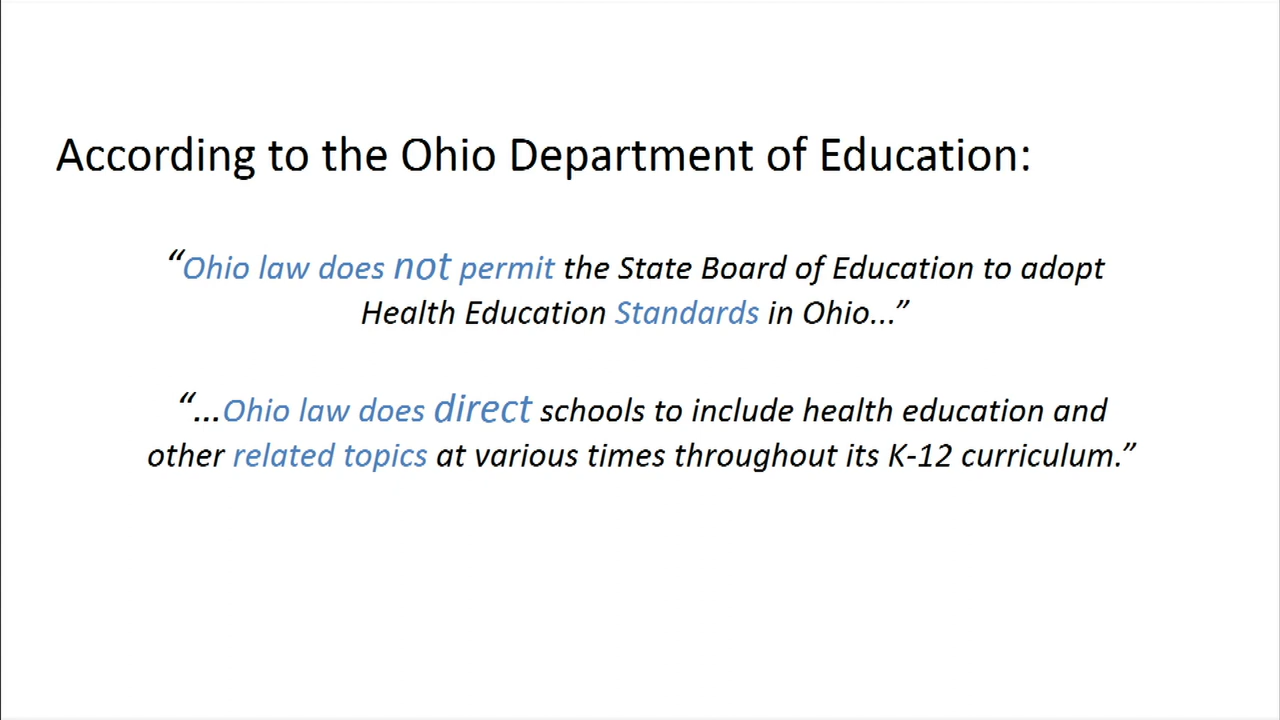 According to the Ohio Department of Education:
“Ohio law does not permit the State Board of Education to adopt
Health Education Standards in Ohio...”
“...Ohio law does direct schools to include health education and
other related topics at various times throughout its K-12 curriculum.”